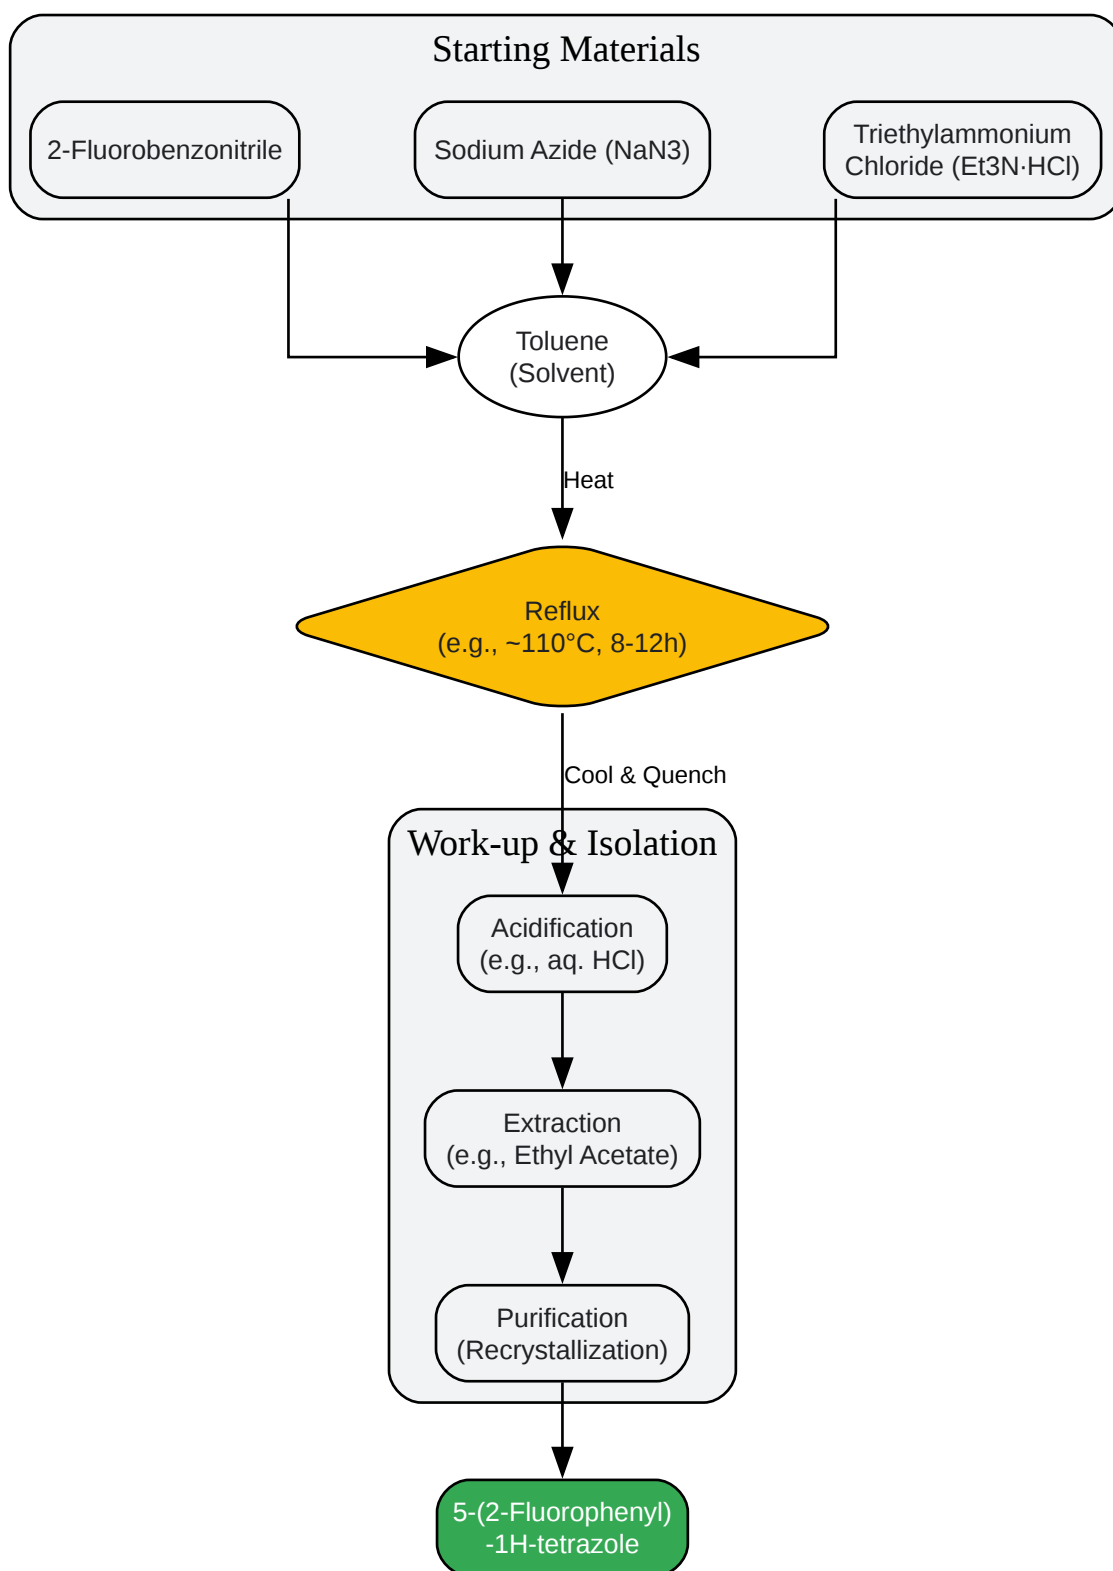 Starting Materials
2-Fluorobenzonitrile
Sodium Azide (NaN3)
Triethylammonium
Chloride (Et3N·HCl)
Toluene
(Solvent)
Heat
Reflux
(e.g., ~110°C, 8-12h)
Cool & Quench
Work-up & Isolation
Acidification
(e.g., aq. HCl)
Extraction
(e.g., Ethyl Acetate)
Purification
(Recrystallization)
5-(2-Fluorophenyl)
-1H-tetrazole